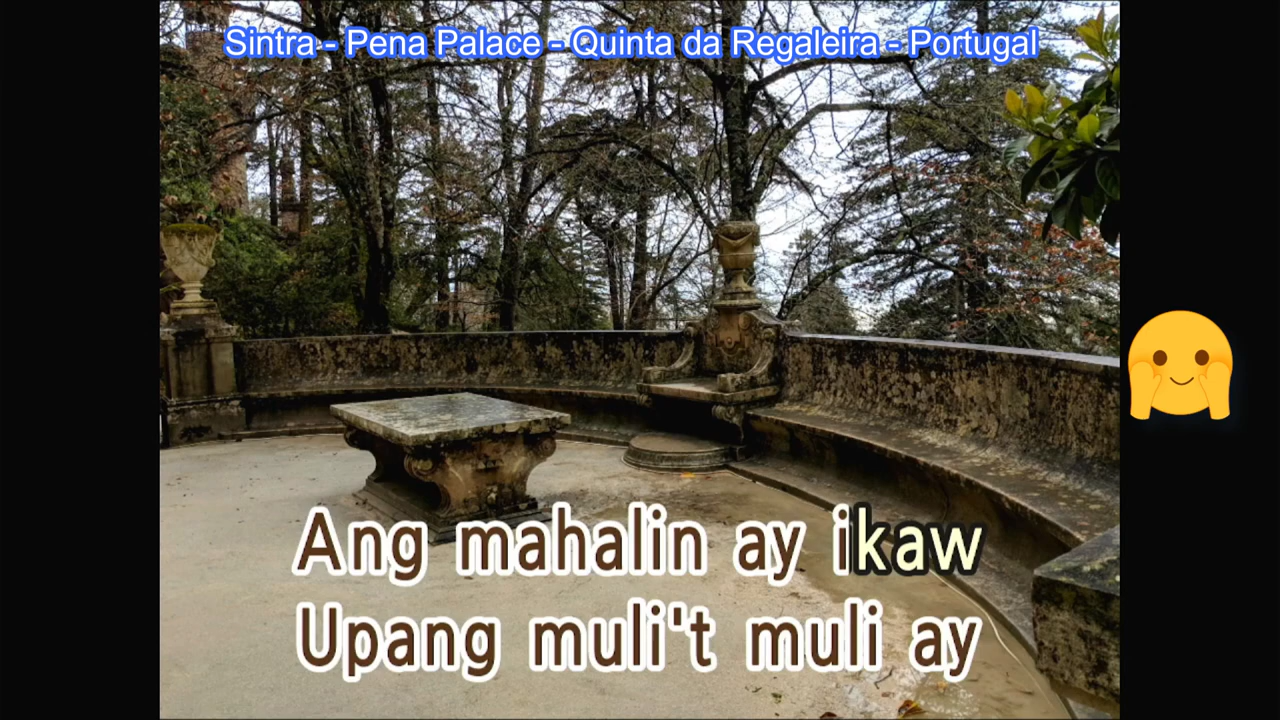 Sintra - Pena Palace - Quinta da Regaleira - Portugal
Ang mahalin ay ikaw
Upang muli't muli ay